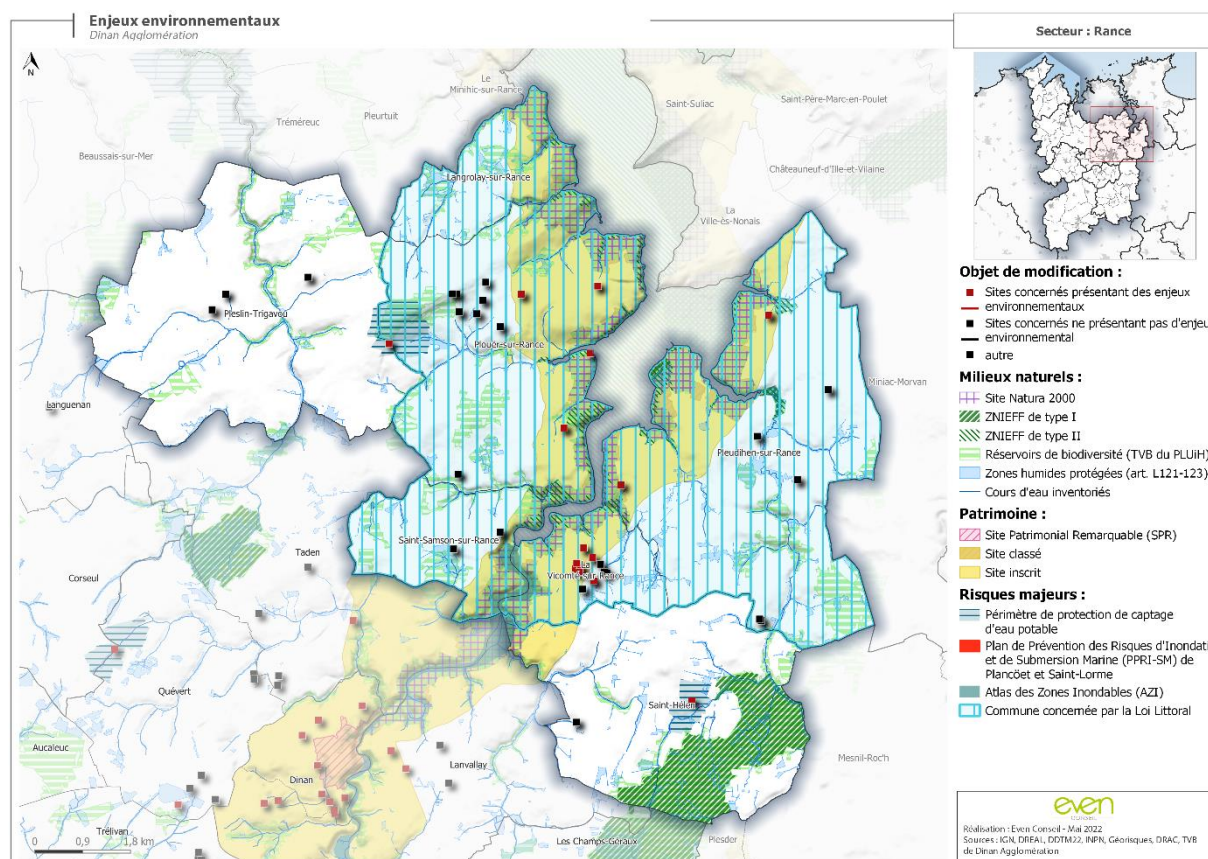 Enjeux environnementaux
Dinan Agglomération
Secteur : Rance
N
Le
Minihic-sur-Rance
Saint-Suliac
Saint-Père-Marc-en-Poulet
Pleurtuit
Tréméreuc
Beaussais-sur-Mer
Châteauneuf-d'Ille-et-Vilaine
Langrolay-sur-Rance
La
Ville-ès-Nonais
Pleslin-Trigavou
Plouër-sur-Rance
Miniac-Morvan
Languenan
Pleudihen-sur-Rance
Saint-Samson-sur-Rance
Taden
La
Vicomté-sur-Rance
Corseul
Quévert
Saint-Hélen
Aucaleuc
Mesnil-Roc'h
Lanvallay
Dinan
Trélivan
Les Champs-Géraux
Plesder
0 0,9 1,8 km
Objet de modification :
Sites concernés présentant des enjeux
environnementaux
Sites concernés ne présentant pas d'enjeu
environnemental
autre
Milieux naturels :
Site Natura 2000
ZNIEFF de type I
ZNIEFF de type II
Réservoirs de biodiversité (TVB du PLUiH)
Zones humides protégées (art. L121-123)
Cours d'eau inventoriés
Patrimoine :
Site Patrimonial Remarquable (SPR)
Site classé
Site inscrit
Risques majeurs :
Périmètre de protection de captage
d'eau potable
Plan de Prévention des Risques d'Inondati
et de Submersion Marine (PPRI-SM) de
Plancöet et Saint-Lorme
Atlas des Zones Inondables (AZI)
Commune concernée par la Loi Littoral
even
CONSEIL
Réalisation : Even Conseil - Mai 2022
Sources : IGN, DREAL, DDTM22, INPN, Géorisques, DRAC, TVB
de Dinan Agglomération